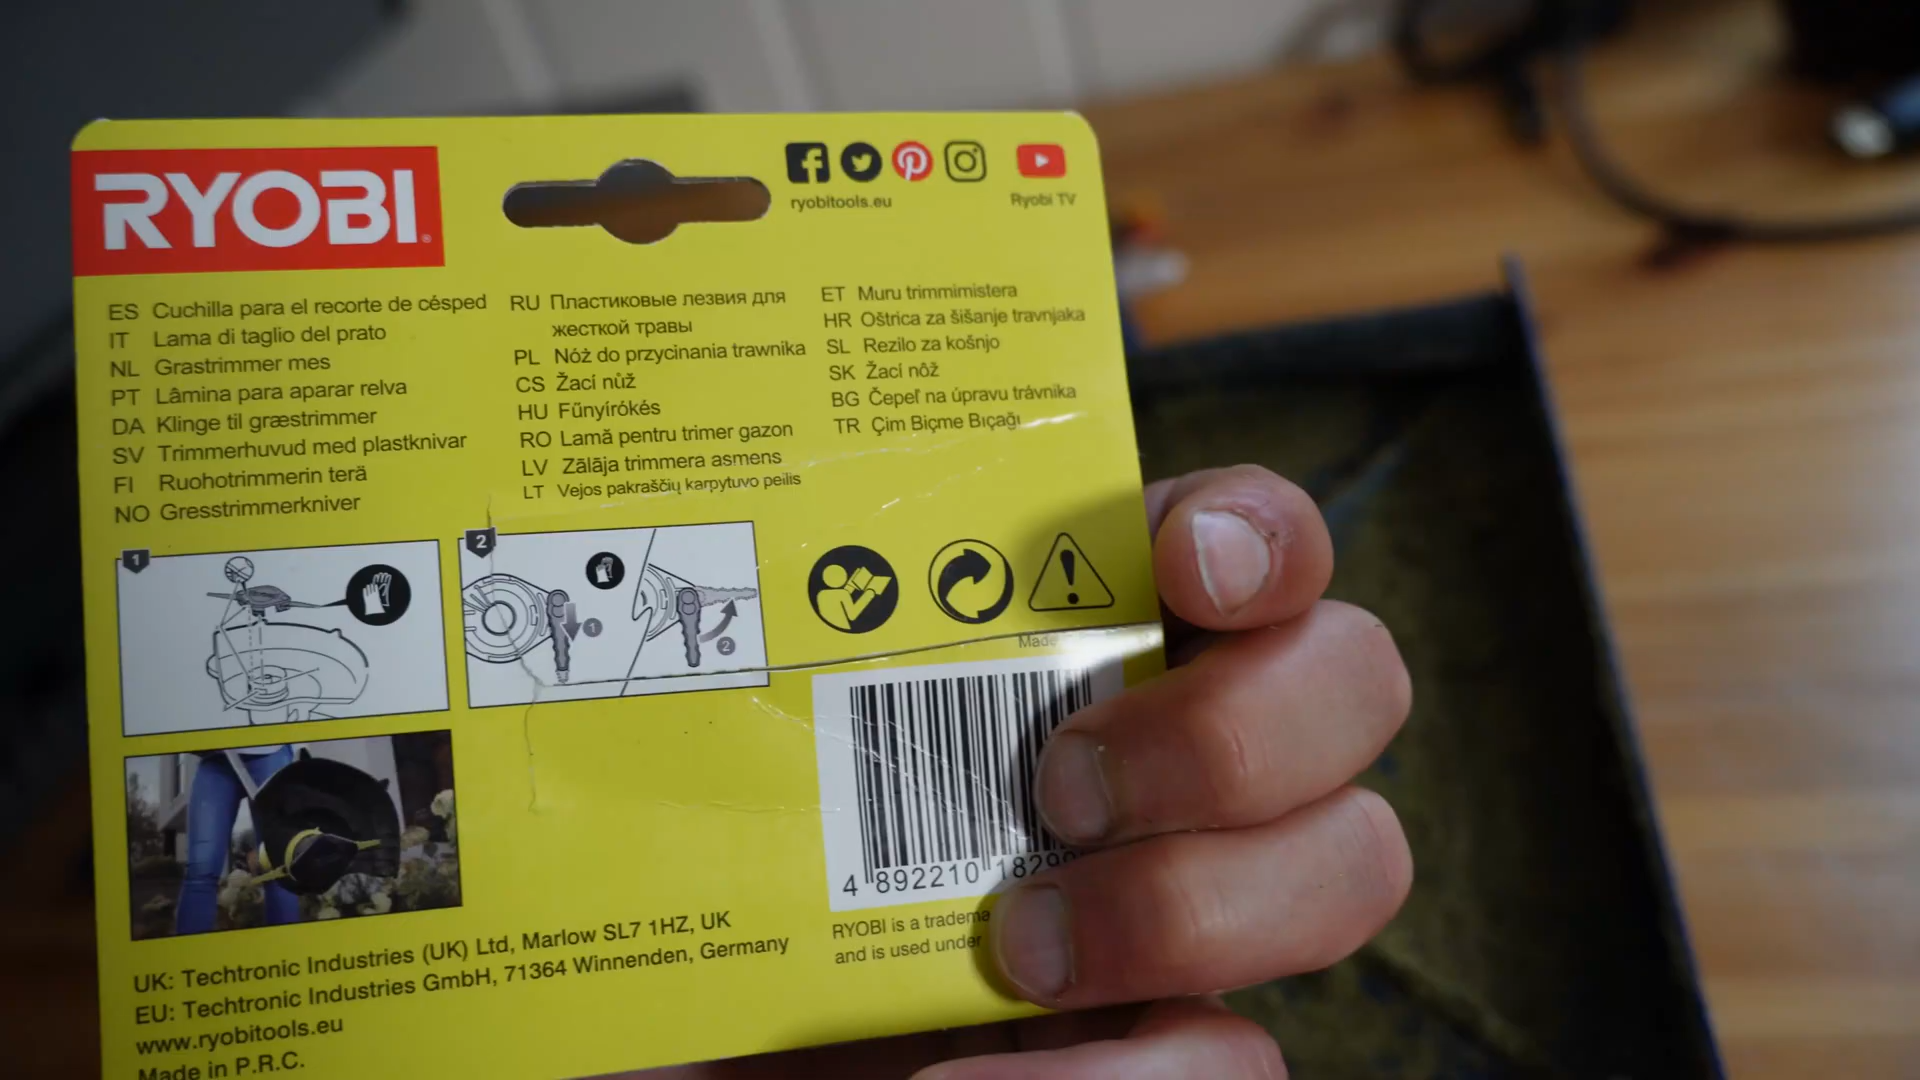 RYOBI
ryobitools.eu
Ryobi TV
ES Cuchilla para el recorte de césped
IT Lama di taglio del prato
NL Grastrimmer mes
PT Lâmina para aparar relva
DA Klinge til græstrimmer
SV Trimmerhuvud med plastknivar
FI Ruohotrimmerin terä
NO Gresstrimmerkniver
RU Пластиковые лезвия для
жесткой травы
PL Nóż do przycinania trawnika
CS Žací nůž
HU Fűnyírókés
RO Lamă pentru trimer gazon
LV Zālāja trimmera asmens
LT Vejos pakraščių karpytuvo peilis
ET Muru trimmimistera
HR Oštrica za šišanje travnjaka
SL Rezilo za košnjo
SK Žací nôž
BG Čepeľ na úpravu trávnika
TR Çim Biçme Bıçağı
1
2
1
2
Made
4 892210 182
RYOBI is a
and is used under
UK: Techtronic Industries (UK) Ltd, Marlow SL7 1HZ, UK
EU: Techtronic Industries GmbH, 71364 Winnenden, Germany
www.ryobitools.eu
Made in P.R.C.